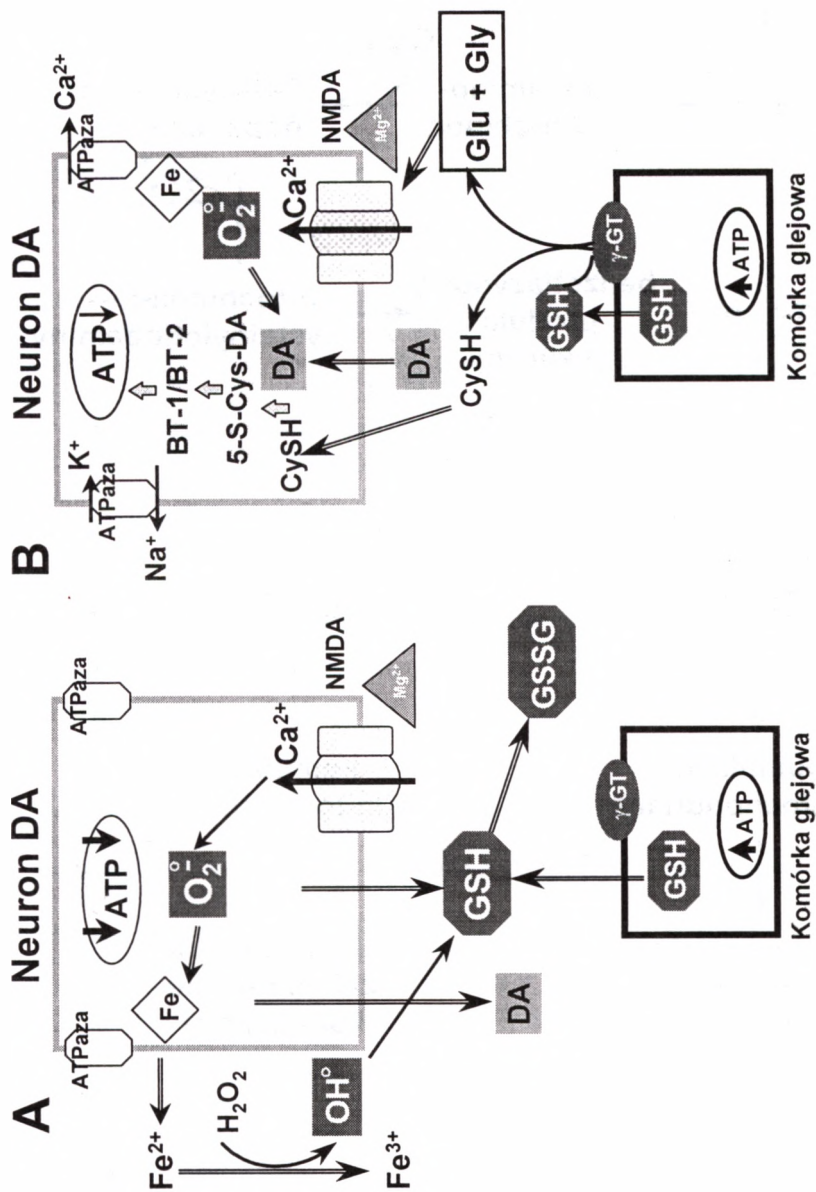 A
Neuron DA
ATPaza
ATPaza
ATP
Fe
O₂°⁻
Ca²⁺
NMDA
Mg²⁺
Fe²⁺
H₂O₂
OH°
Fe³⁺
DA
GSH
GSSG
γ-GT
GSH
ATP
Komórka glejowa
B
Neuron DA
K⁺
ATPaza
Na⁺
ATP
ATPaza
Ca²⁺
BT-1/BT-2
Fe
O₂°⁻
5-S-Cys-DA
CySH
DA
Ca²⁺
NMDA
Mg²⁺
DA
CySH
Glu + Gly
γ-GT
GSH
GSH
ATP
Komórka glejowa